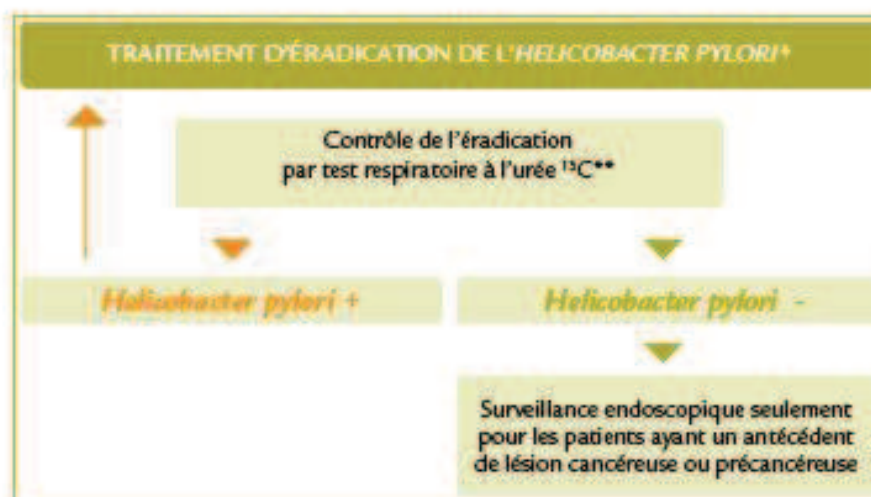 TRAITEMENT D'ÉRADICATION DE L'HELICOBACTER PYLORI*
Contrôle de l'éradication
par test respiratoire à l'urée ¹³C**
Helicobacter pylori +
Helicobacter pylori -
Surveillance endoscopique seulement
pour les patients ayant un antécédent
de lésion cancéreuse ou précancéreuse